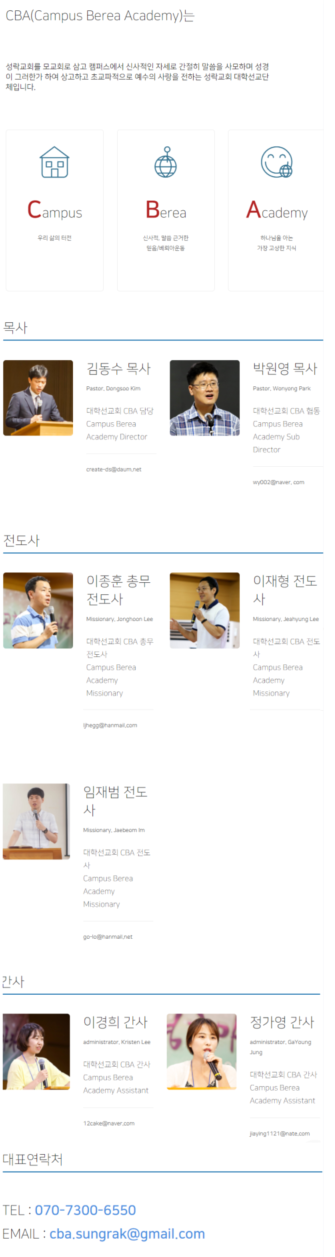 CBA(Campus Berea Academy)는
성락교회를 모교회로 삼고 캠퍼스에서 신사적인 자세로 간절히 말씀을 사모하며 성경
이 그러한가 하여 상고하고 초교파적으로 예수의 사랑을 전하는 성락교회 대학선교단
체입니다.
Campus
우리 삶의 터전
Berea
신사적, 말씀 근거한
믿음/베뢰아운동
Academy
하나님을 아는
가장 고상한 지식
목사
김동수 목사
Pastor, Dongsoo Kim
대학선교회 CBA 담당
Campus Berea
Academy Director
create-ds@daum.net
박원영 목사
Pastor, Wonyong Park
대학선교회 CBA 협동
Campus Berea
Academy Sub
Director
wy002@naver, com
전도사
이종훈 총무
전도사
Missionary, Jonghoon Lee
대학선교회 CBA 총무
전도사
Campus Berea
Academy
Missionary
ljhegg@hanmail.com
이재형 전도
사
Missionary, Jeahyung Lee
대학선교회 CBA 전도
사
Campus Berea
Academy
Missionary
임재범 전도
사
Missionary, Jaebeom Im
대학선교회 CBA 전도
사
Campus Berea
Academy
Missionary
go-io@hanmail.net
간사
이경희 간사
administrator, Kristen Lee
대학선교회 CBA 간사
Campus Berea
Academy Assistant
12cake@naver.com
정가영 간사
administrator, GaYoung
Jung
대학선교회 CBA 간사
Campus Berea
Academy Assistant
jiaying1121@nate.com
대표연락처
TEL : 070-7300-6550
EMAIL : cba.sungrak@gmail.com